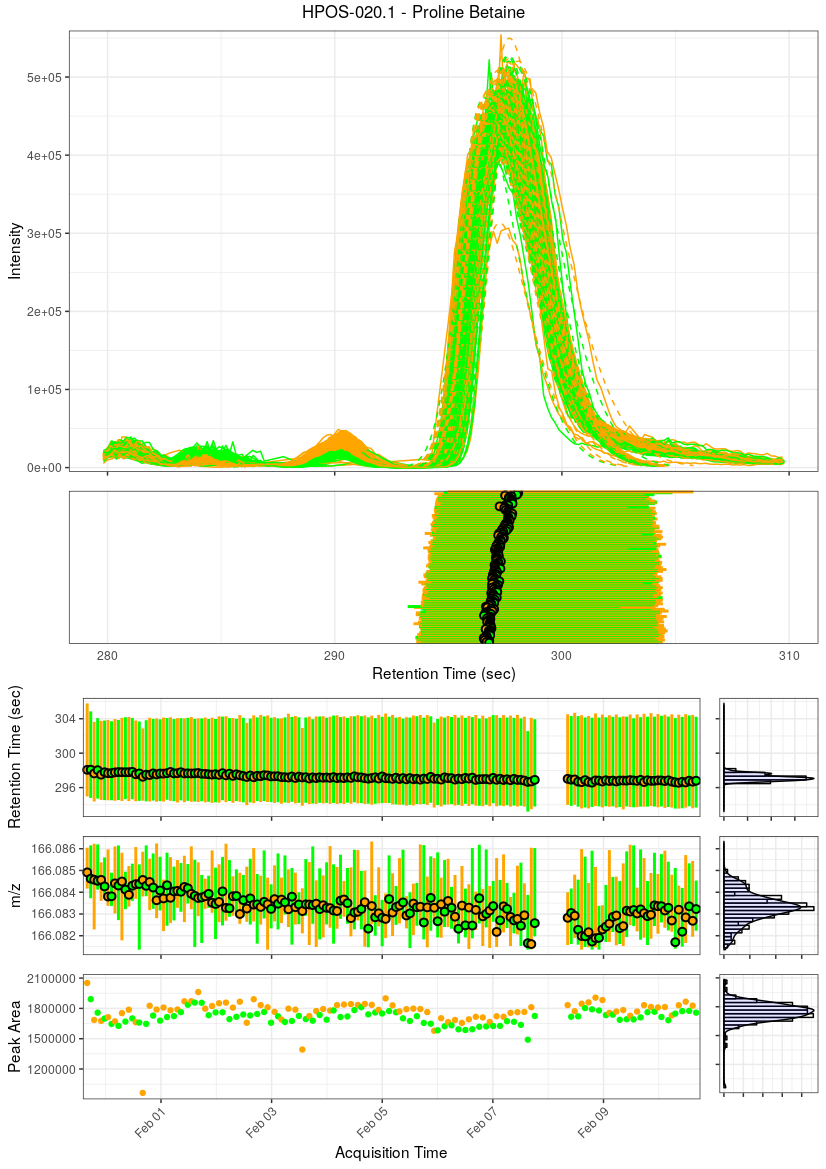 HPOS-020.1 - Proline Betaine
Intensity
5e+05
4e+05
3e+05
2e+05
1e+05
0e+00
280 290 300 310
Retention Time (sec)
Retention Time (sec)
304
300
296
m/z
166.086
166.085
166.084
166.083
166.082
Peak Area
2100000
1800000
1500000
1200000
Feb 01 Feb 03 Feb 05 Feb 07 Feb 09
Acquisition Time